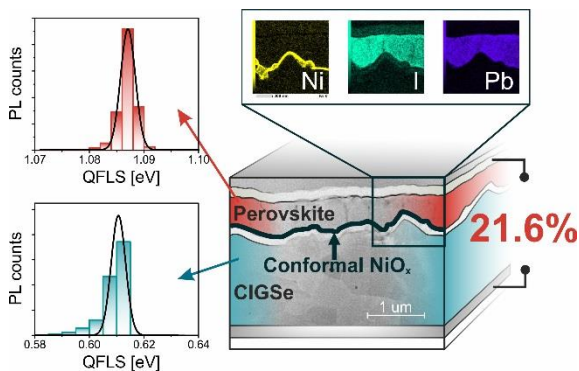 PL counts
1.07 1.08 1.09 1.10
QFLS [eV]
PL counts
0.58 0.60 0.62 0.64
QFLS [eV]
Ni
I
Pb
Perovskite
Conformal NiOₓ
CIGSe
1 um
21.6%